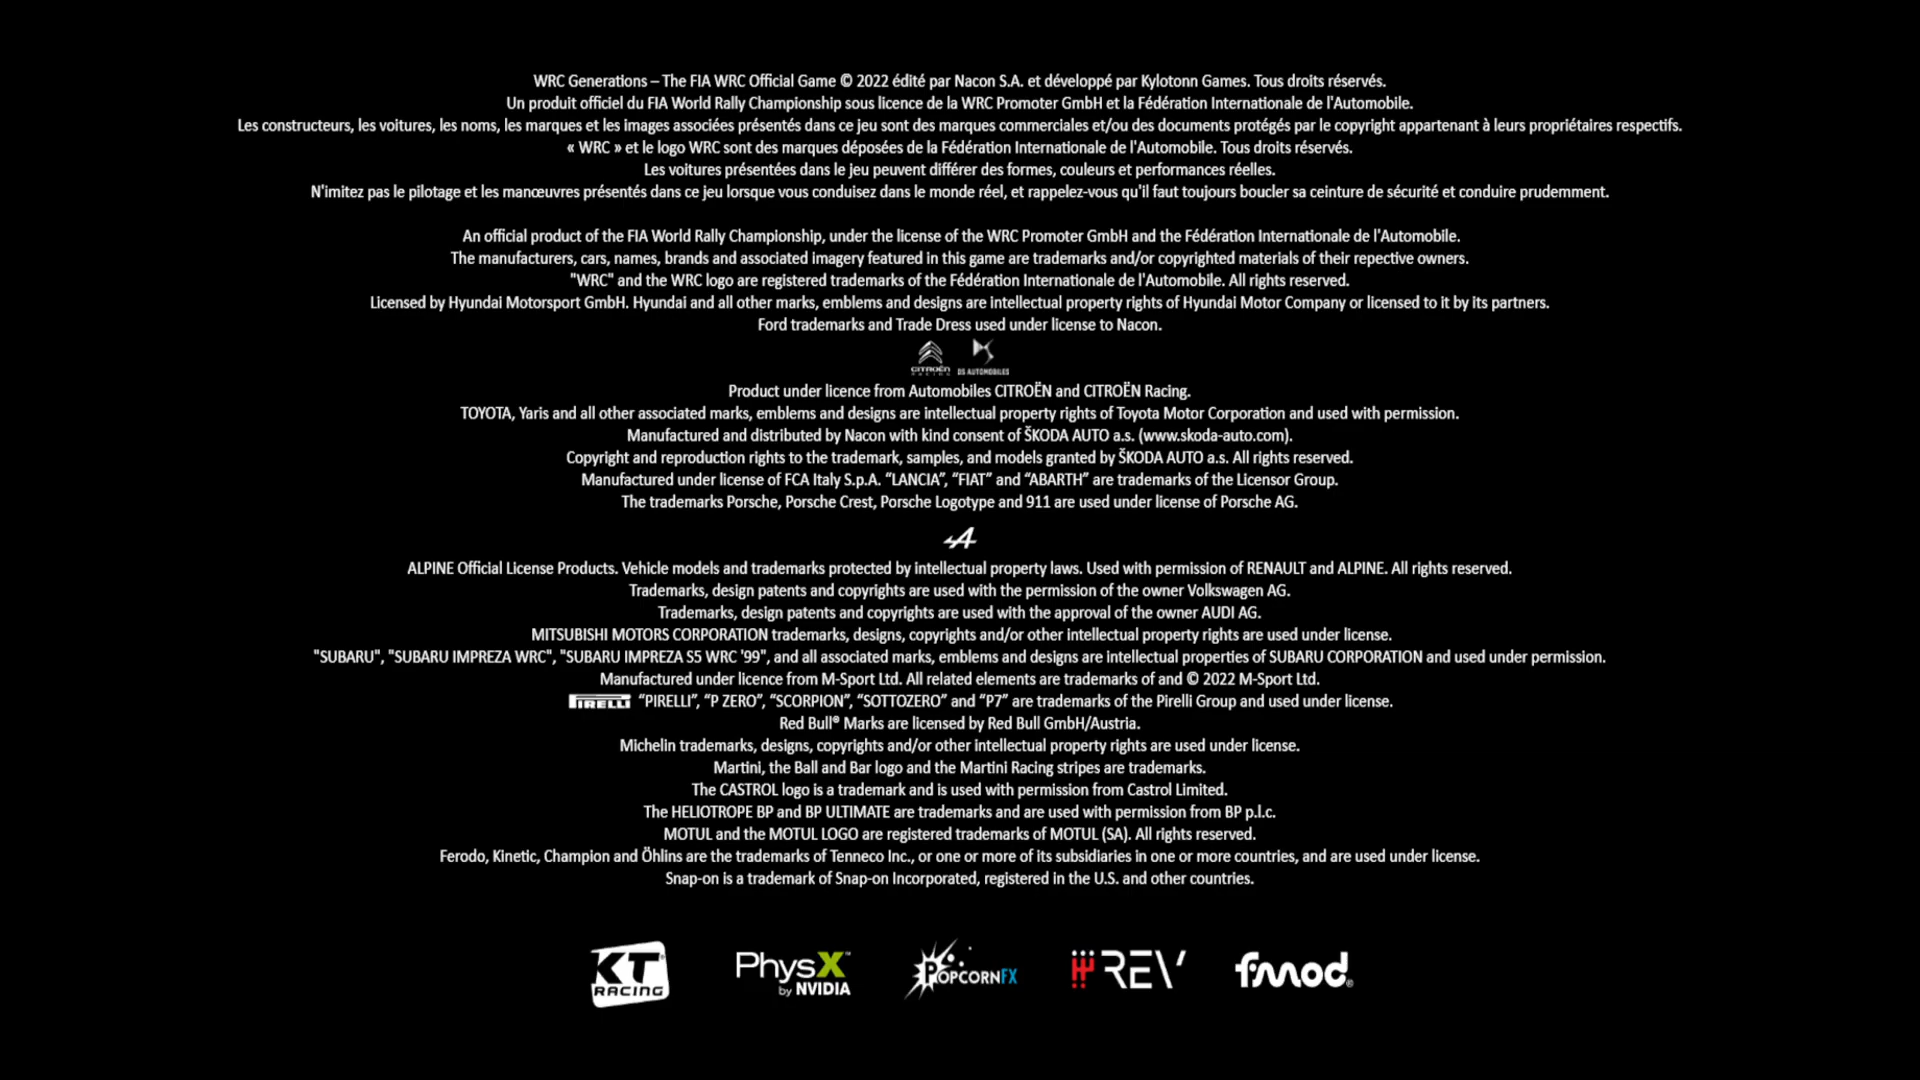 WRC Generations – The FIA WRC Official Game © 2022 édité par Nacon S.A. et développé par Kylotonn Games. Tous droits réservés.
Un produit officiel du FIA World Rally Championship sous licence de la WRC Promoter GmbH et la Fédération Internationale de l'Automobile.
Les constructeurs, les voitures, les noms, les marques et les images associées présentés dans ce jeu sont des marques commerciales et/ou des documents protégés par le copyright appartenant à leurs propriétaires respectifs.
« WRC » et le logo WRC sont des marques déposées de la Fédération Internationale de l'Automobile. Tous droits réservés.
Les voitures présentées dans le jeu peuvent différer des formes, couleurs et performances réelles.
N'imitez pas le pilotage et les manœuvres présentés dans ce jeu lorsque vous conduisez dans le monde réel, et rappelez-vous qu'il faut toujours boucler sa ceinture de sécurité et conduire prudemment.
An official product of the FIA World Rally Championship, under the license of the WRC Promoter GmbH and the Fédération Internationale de l'Automobile.
The manufacturers, cars, names, brands and associated imagery featured in this game are trademarks and/or copyrighted materials of their repective owners.
"WRC" and the WRC logo are registered trademarks of the Fédération Internationale de l'Automobile. All rights reserved.
Licensed by Hyundai Motorsport GmbH. Hyundai and all other marks, emblems and designs are intellectual property rights of Hyundai Motor Company or licensed to it by its partners.
Ford trademarks and Trade Dress used under license to Nacon.
CITROËN RACING DS AUTOMOBILES
Product under licence from Automobiles CITROËN and CITROËN Racing.
TOYOTA, Yaris and all other associated marks, emblems and designs are intellectual property rights of Toyota Motor Corporation and used with permission.
Manufactured and distributed by Nacon with kind consent of ŠKODA AUTO a.s. (www.skoda-auto.com).
Copyright and reproduction rights to the trademark, samples, and models granted by ŠKODA AUTO a.s. All rights reserved.
Manufactured under license of FCA Italy S.p.A. “LANCIA”, “FIAT” and “ABARTH” are trademarks of the Licensor Group.
The trademarks Porsche, Porsche Crest, Porsche Logotype and 911 are used under license of Porsche AG.
ALPINE Official License Products. Vehicle models and trademarks protected by intellectual property laws. Used with permission of RENAULT and ALPINE. All rights reserved.
Trademarks, design patents and copyrights are used with the permission of the owner Volkswagen AG.
Trademarks, design patents and copyrights are used with the approval of the owner AUDI AG.
MITSUBISHI MOTORS CORPORATION trademarks, designs, copyrights and/or other intellectual property rights are used under license.
"SUBARU", "SUBARU IMPREZA WRC", "SUBARU IMPREZA S5 WRC '99", and all associated marks, emblems and designs are intellectual properties of SUBARU CORPORATION and used under permission.
Manufactured under licence from M-Sport Ltd. All related elements are trademarks of and © 2022 M-Sport Ltd.
PIRELLI “PIRELLI”, “P ZERO”, “SCORPION”, “SOTTOZERO” and “P7” are trademarks of the Pirelli Group and used under license.
Red Bull® Marks are licensed by Red Bull GmbH/Austria.
Michelin trademarks, designs, copyrights and/or other intellectual property rights are used under license.
Martini, the Ball and Bar logo and the Martini Racing stripes are trademarks.
The CASTROL logo is a trademark and is used with permission from Castrol Limited.
The HELIOTROPE BP and BP ULTIMATE are trademarks and are used with permission from BP p.l.c.
MOTUL and the MOTUL LOGO are registered trademarks of MOTUL (SA). All rights reserved.
Ferodo, Kinetic, Champion and Öhlins are the trademarks of Tenneco Inc., or one or more of its subsidiaries in one or more countries, and are used under license.
Snap-on is a trademark of Snap-on Incorporated, registered in the U.S. and other countries.
KT RACING PhysX™ by NVIDIA POPCORNFX REV fmod®